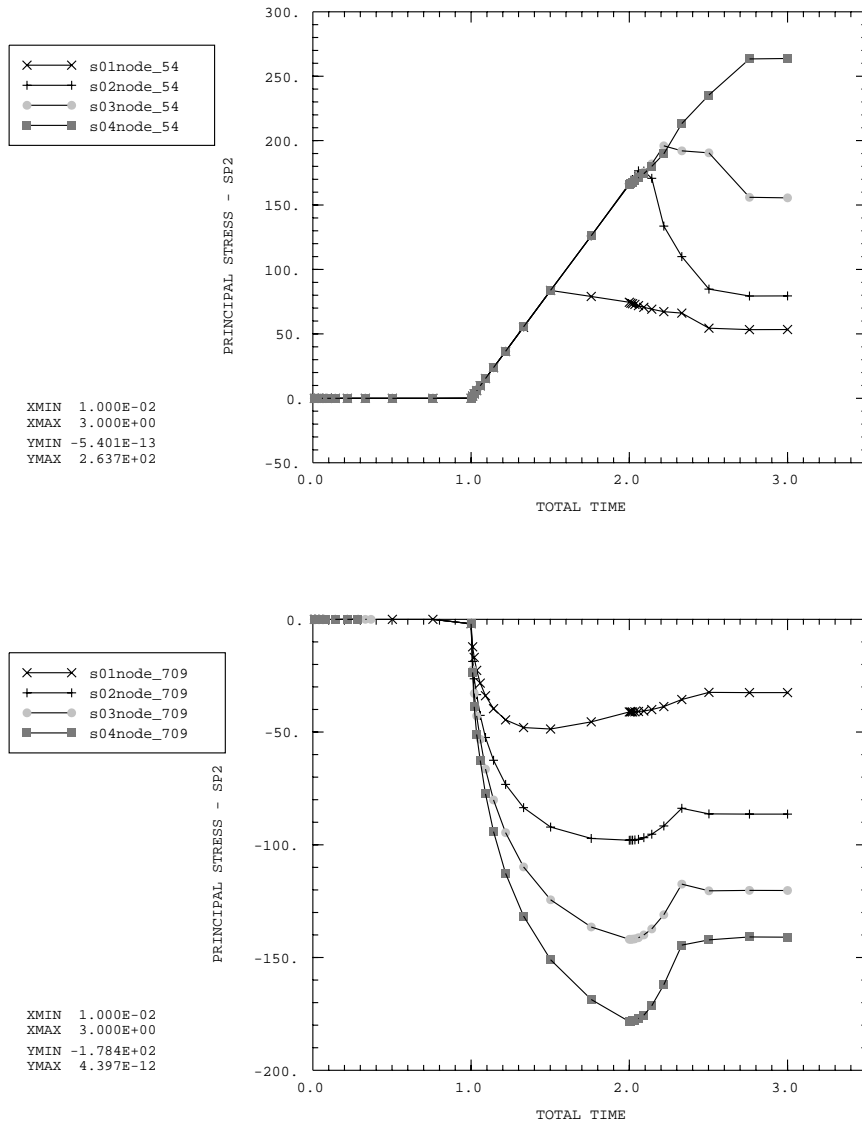 300.
s01node_54
s02node_54
s03node_54
s04node_54
250.
200.
150.
100.
50.
0.
-50.
PRINCIPAL STRESS - SP2
XMIN 1.000E-02
XMAX 3.000E+00
YMIN -5.401E-13
YMAX 2.637E+02
0.0 1.0 2.0 3.0
TOTAL TIME
0.
s01node_709
s02node_709
s03node_709
s04node_709
-50.
-100.
-150.
-200.
PRINCIPAL STRESS - SP2
XMIN 1.000E-02
XMAX 3.000E+00
YMIN -1.784E+02
YMAX 4.397E-12
0.0 1.0 2.0 3.0
TOTAL TIME